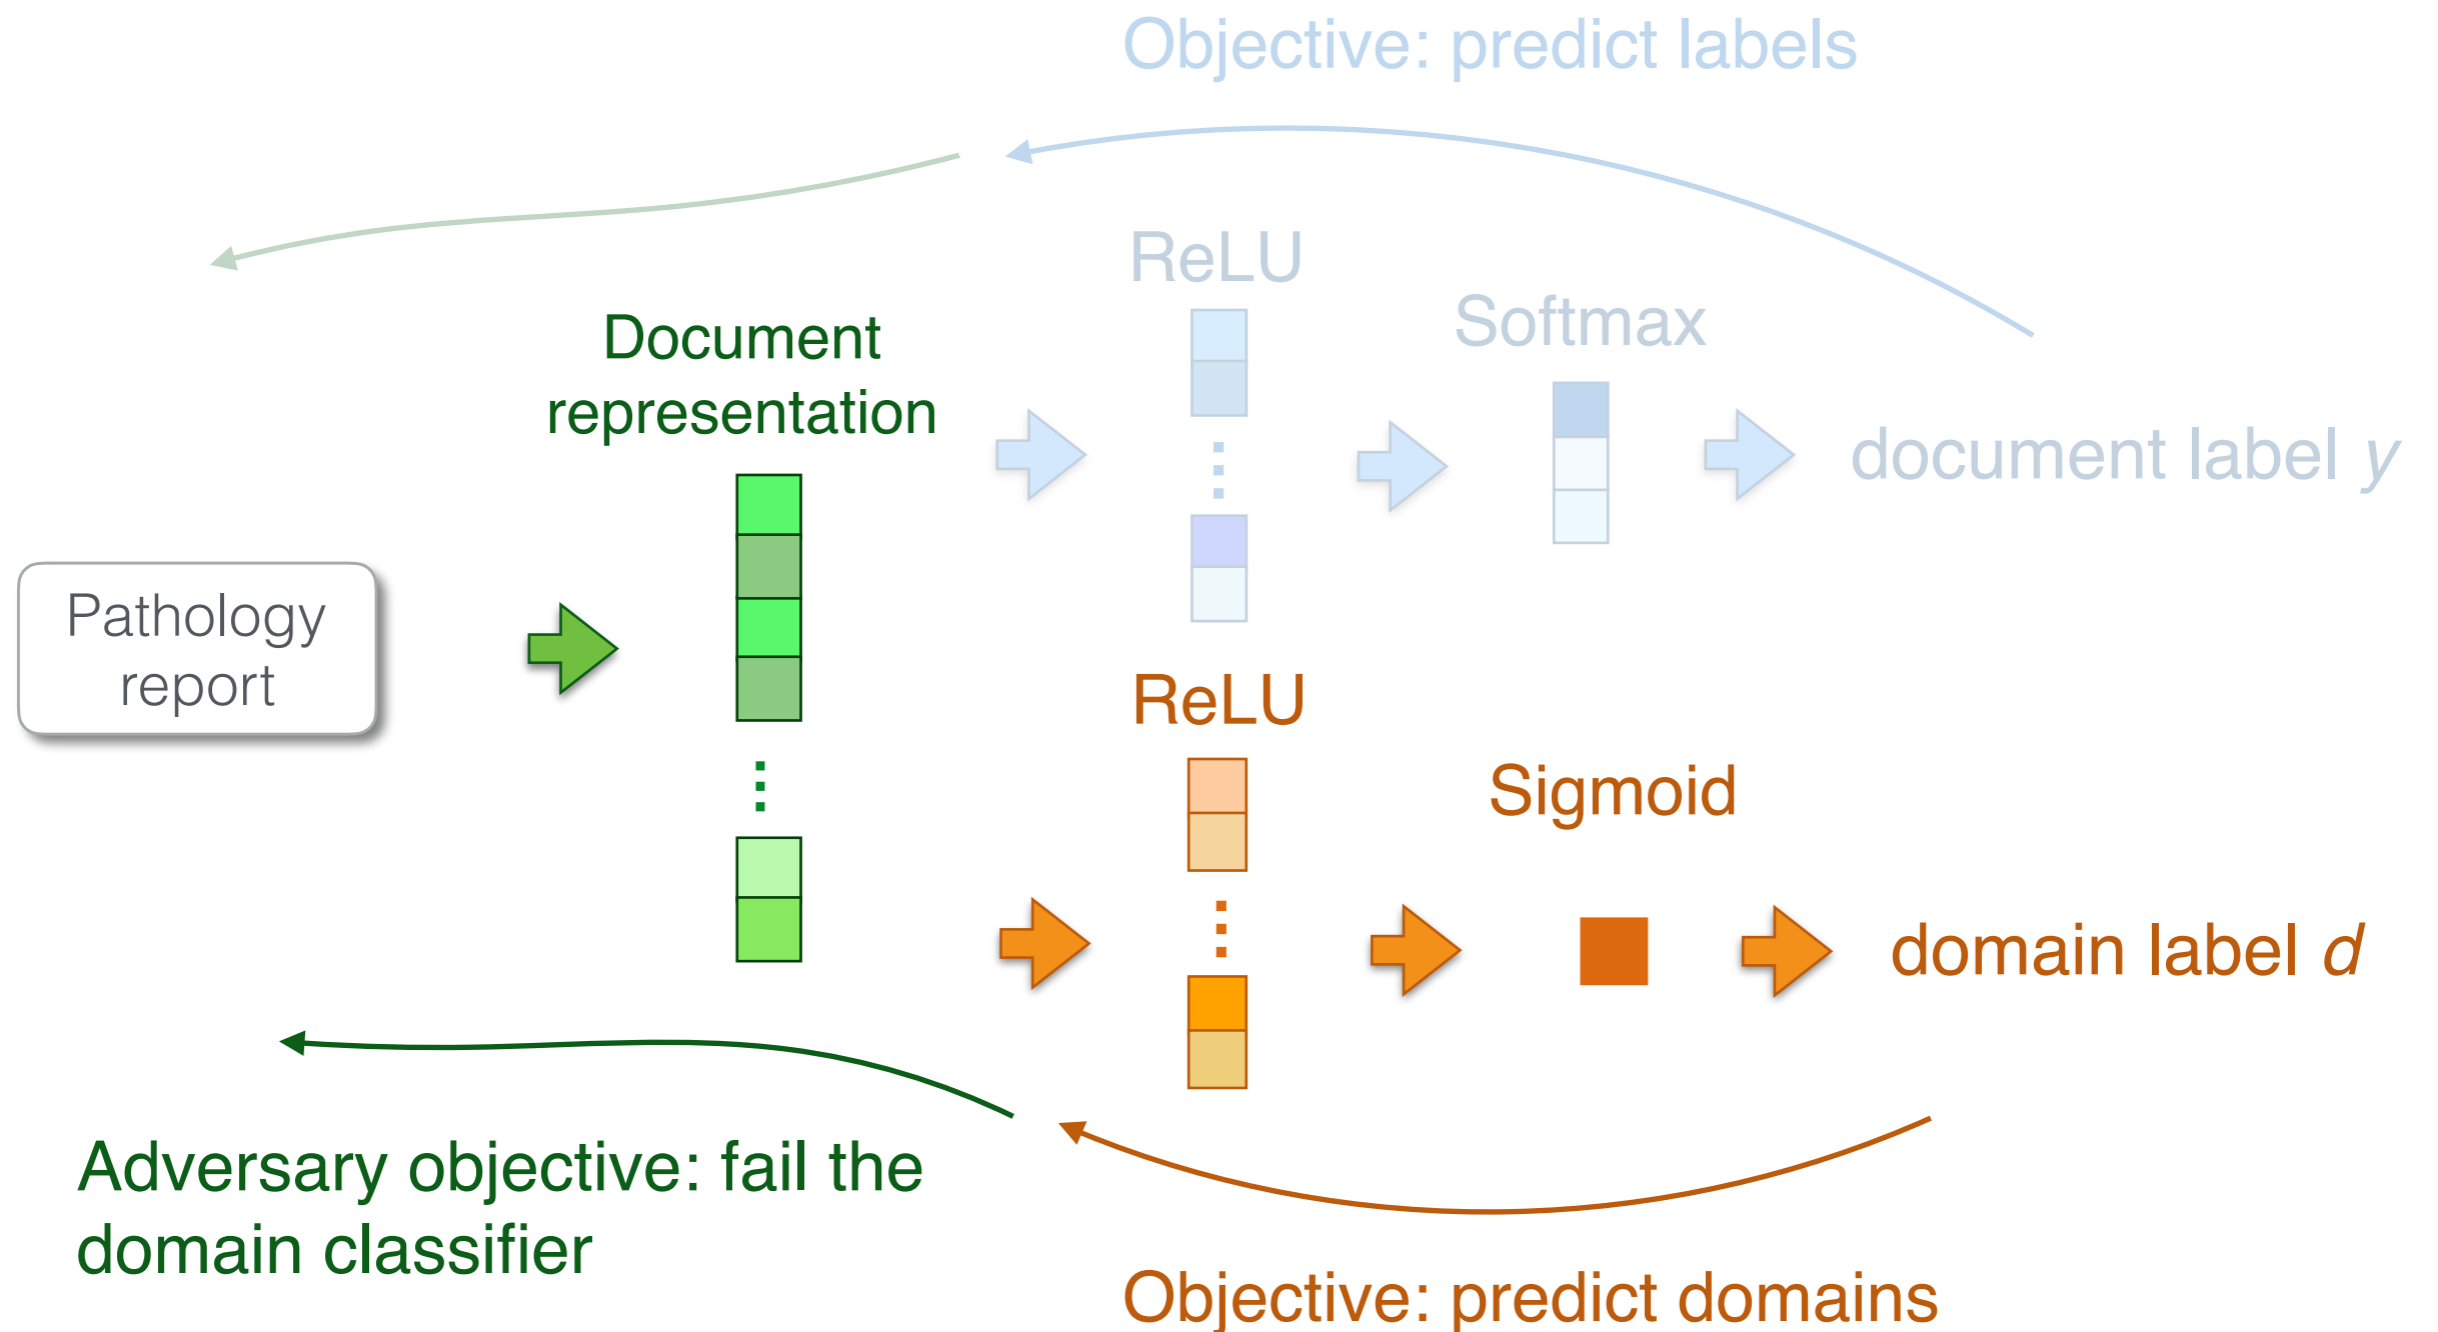 Objective: predict labels
ReLU
Softmax
Document
representation
document label y
Pathology
report
ReLU
Sigmoid
domain label d
Adversary objective: fail the
domain classifier
Objective: predict domains